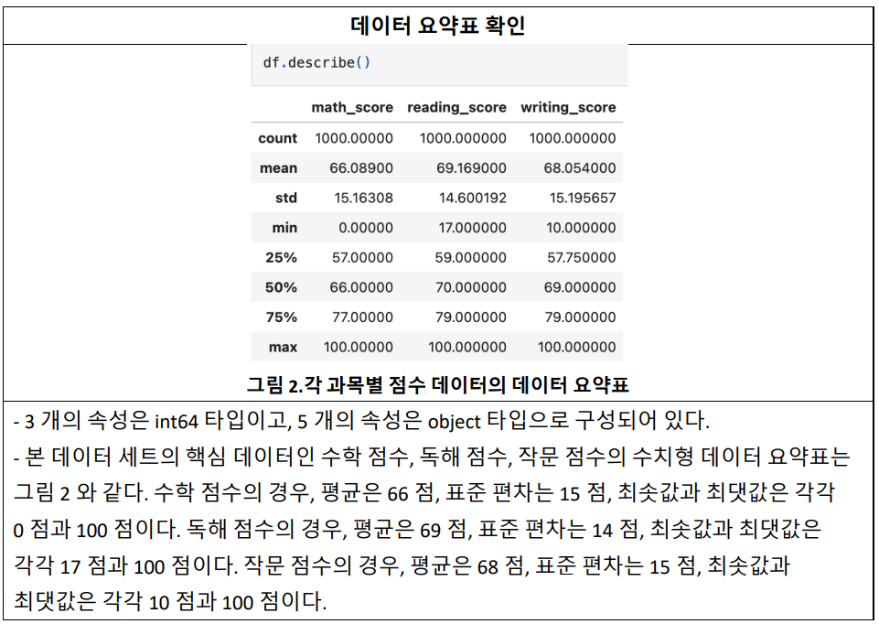 데이터 요약표 확인
df.describe()
math_score reading_score writing_score
count 1000.00000 1000.000000 1000.000000
mean 66.08900 69.169000 68.054000
std 15.16308 14.600192 15.195657
min 0.00000 17.000000 10.000000
25% 57.00000 59.000000 57.750000
50% 66.00000 70.000000 69.000000
75% 77.00000 79.000000 79.000000
max 100.00000 100.000000 100.000000
그림 2.각 과목별 점수 데이터의 데이터 요약표
- 3 개의 속성은 int64 타입이고, 5 개의 속성은 object 타입으로 구성되어 있다.
- 본 데이터 세트의 핵심 데이터인 수학 점수, 독해 점수, 작문 점수의 수치형 데이터 요약표는
그림 2 와 같다. 수학 점수의 경우, 평균은 66 점, 표준 편차는 15 점, 최솟값과 최댓값은 각각
0 점과 100 점이다. 독해 점수의 경우, 평균은 69 점, 표준 편차는 14 점, 최솟값과 최댓값은
각각 17 점과 100 점이다. 작문 점수의 경우, 평균은 68 점, 표준 편차는 15 점, 최솟값과
최댓값은 각각 10 점과 100 점이다.